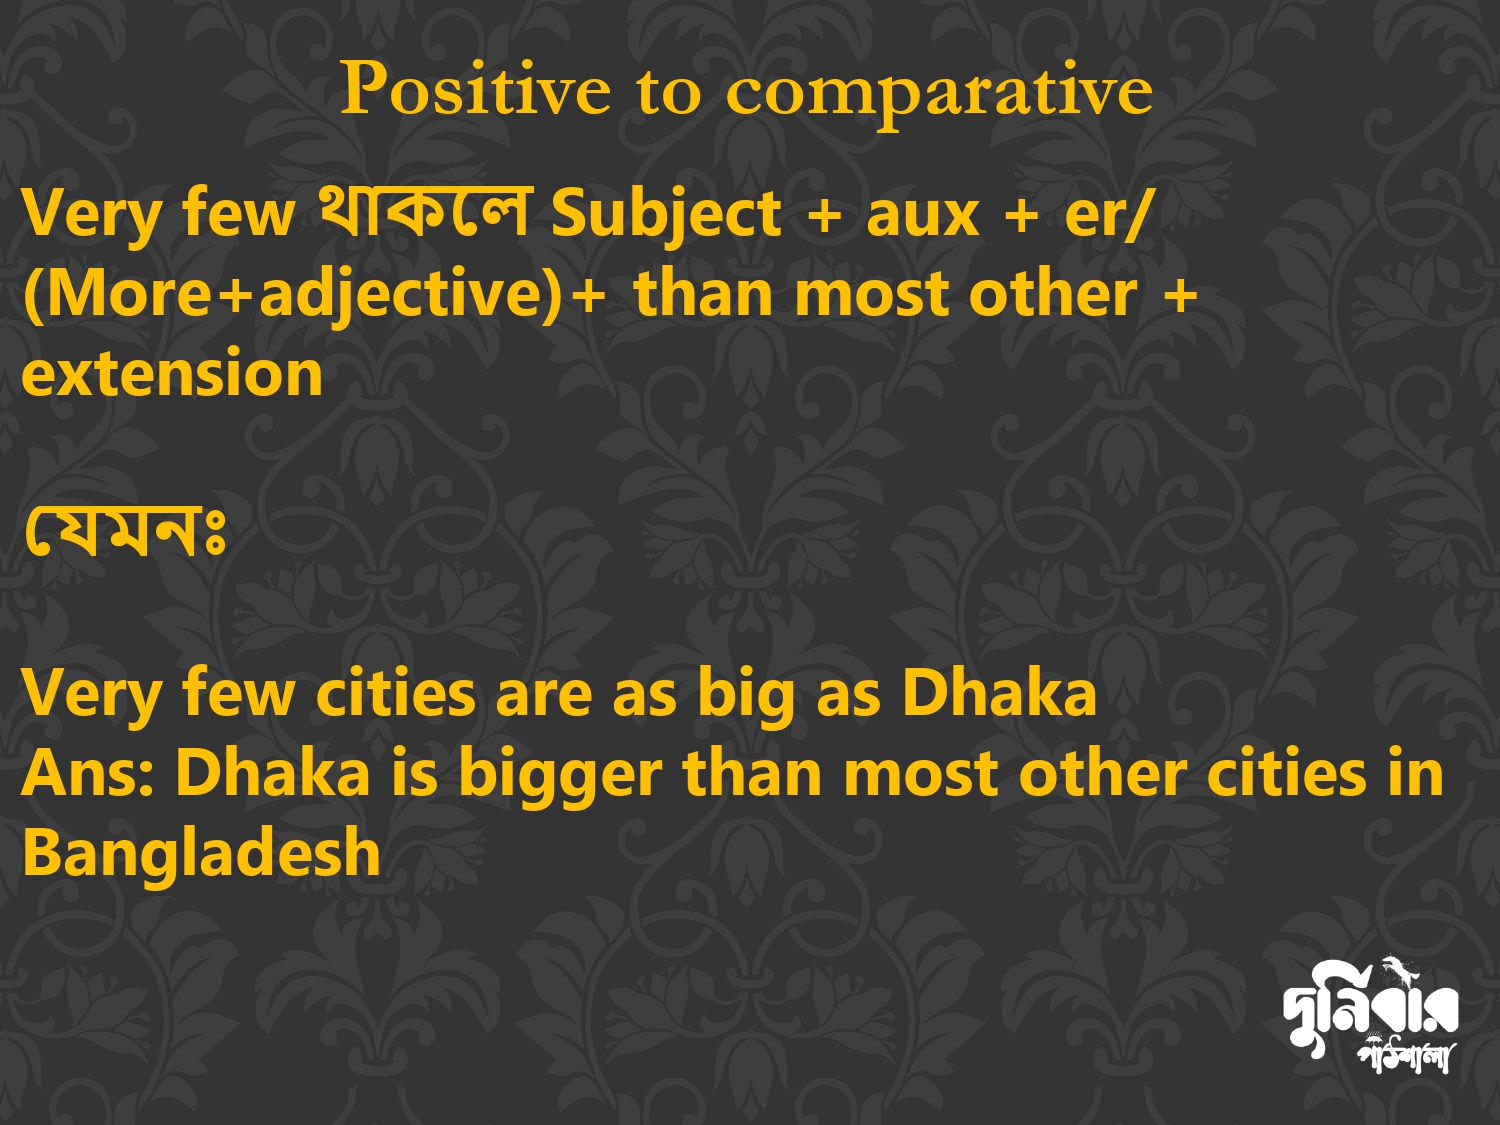 Positive to comparative
Very few থাকলে Subject + aux + er/
(More+adjective)+ than most other +
extension
যেমনঃ
Very few cities are as big as Dhaka
Ans: Dhaka is bigger than most other cities in
Bangladesh
দুর্নিবার
পাঠশালা